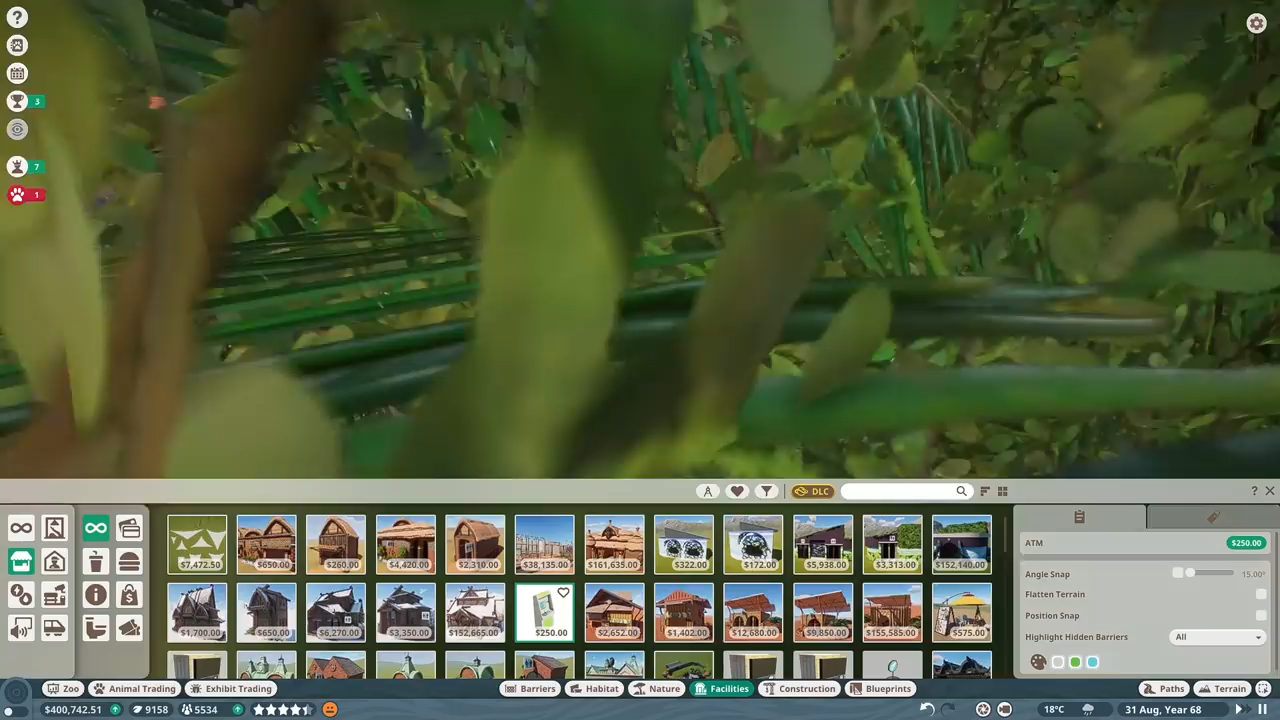 ?
3
7
1
DLC
? ×
$7,472.50 $650.00 $260.00 $4,420.00 $2,310.00 $38,135.00 $161,635.00 $322.00 $172.00 $5,938.00 $3,313.00 $152,140.00
$1,700.00 $650.00 $6,270.00 $3,350.00 $152,665.00 $250.00 $2,652.00 $1,402.00 $12,680.00 $9,850.00 $155,585.00 $575.00
ATM $250.00
Angle Snap 15.00°
Flatten Terrain
Position Snap
Highlight Hidden Barriers All
Zoo Animal Trading Exhibit Trading Barriers Habitat Nature Facilities Construction Blueprints Paths Terrain
$400,742.51 9158 5534 18°C 31 Aug, Year 68